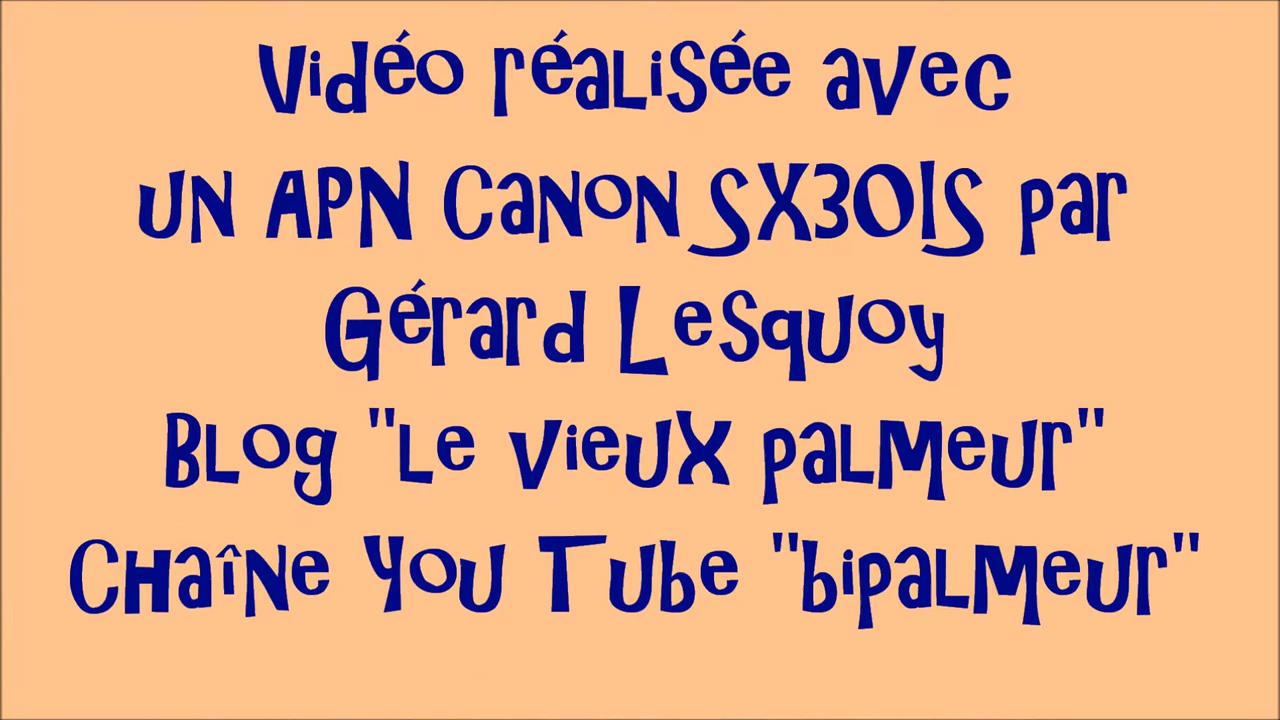 Vidéo réalisée avec
un APN Canon SX30IS par
Gérard Lesquoy
Blog "le vieux palmeur"
Chaîne You Tube "bipalmeur"